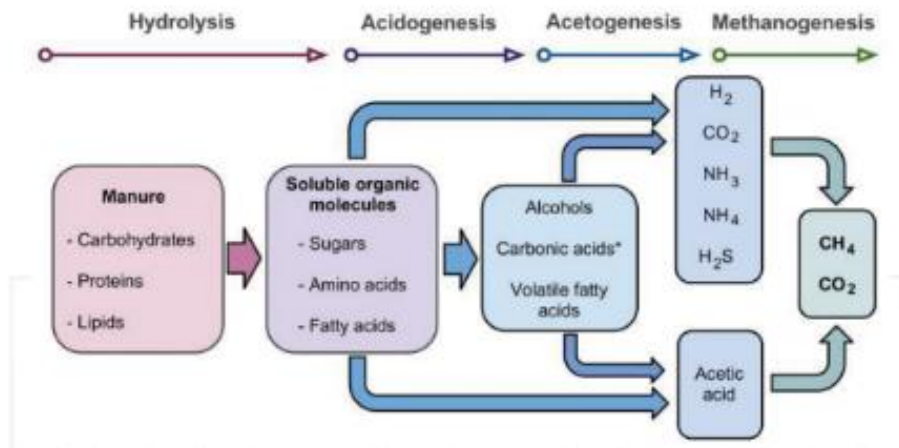 Hydrolysis
Acidogenesis
Acetogenesis
Methanogenesis
Manure
- Carbohydrates
- Proteins
- Lipids
Soluble organic
molecules
- Sugars
- Amino acids
- Fatty acids
Alcohols
Carbonic acids*
Volatile fatty
acids
H₂
CO₂
NH₃
NH₄
H₂S
Acetic
acid
CH₄
CO₂